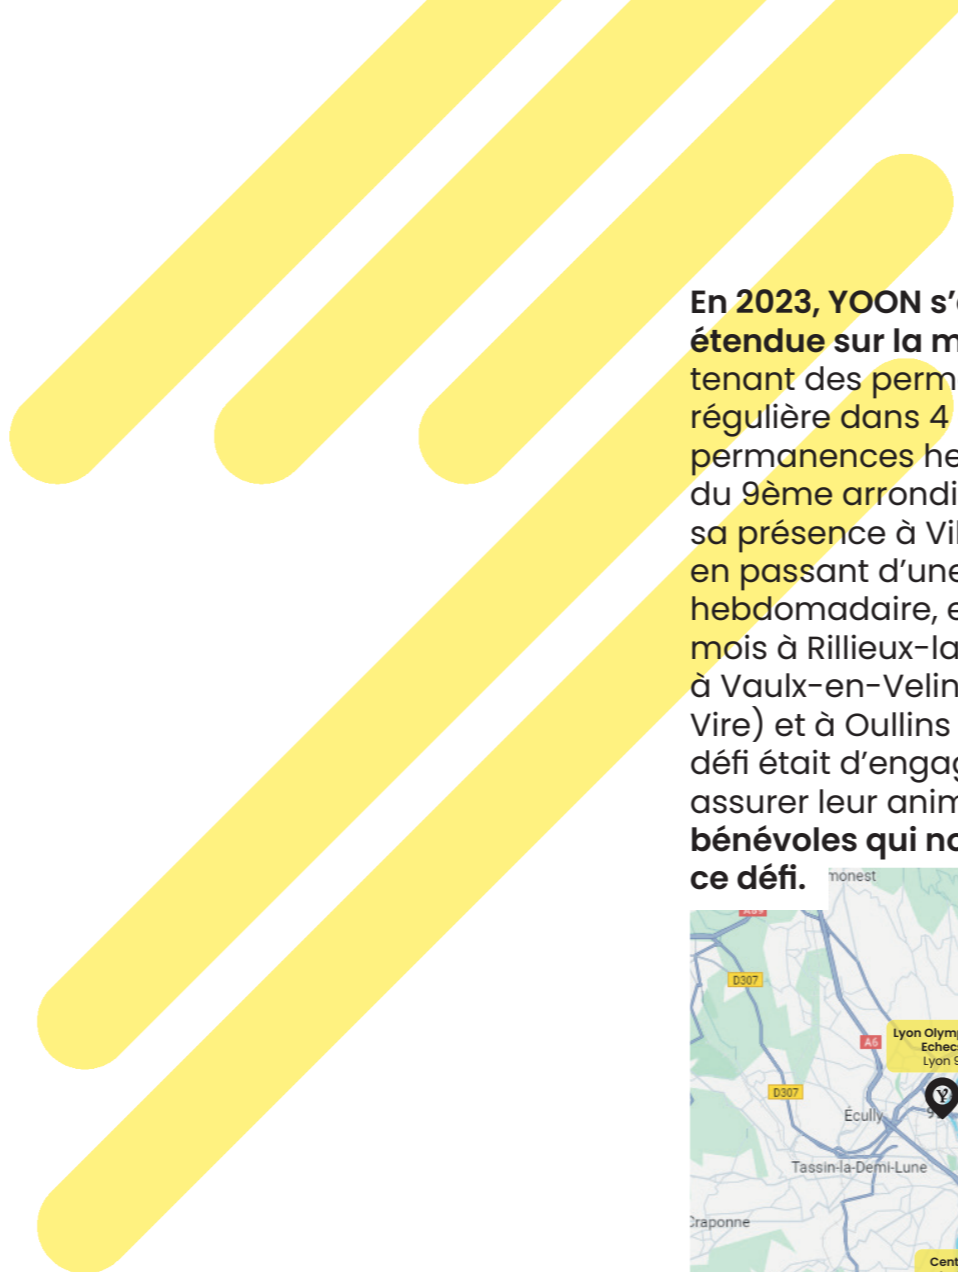 En 2023, YOON s’
étendue sur la m
tenant des perm
régulière dans 4
permanences he
du 9ème arrondi
sa présence à Vil
en passant d’une
hebdomadaire, e
mois à Rillieux-la
à Vaulx-en-Velin
Vire) et à Oullins
défi était d’engag
assurer leur anim
bénévoles qui no
ce défi.
monest
D307
A6
Lyon Olymp
Echec
Lyon 9
D307
Écully
Tassin-la-Demi-Lune
Craponne
Cent